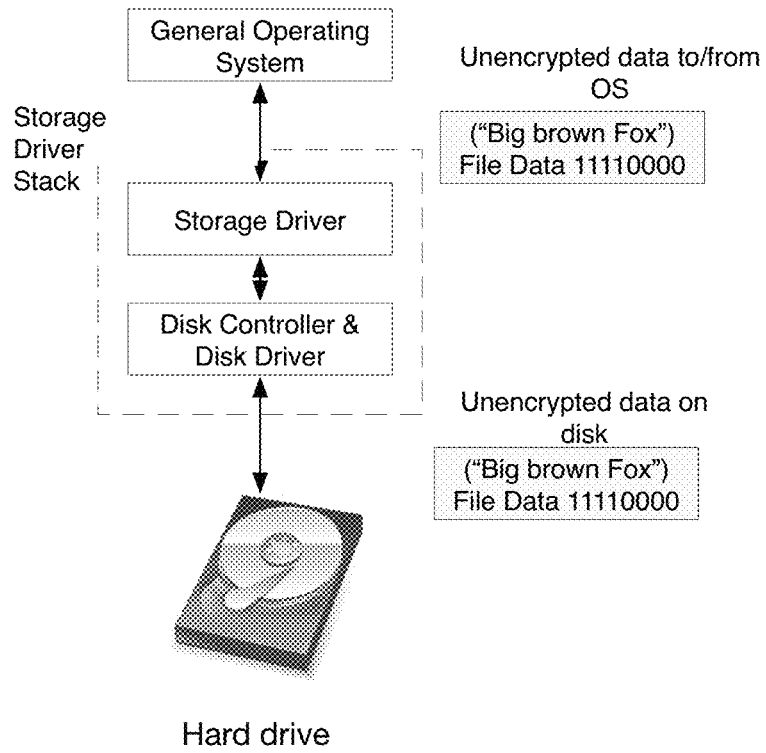 General Operating
System
Unencrypted data to/from
OS
("Big brown Fox")
File Data 11110000
Storage
Driver
Stack
Storage Driver
Disk Controller &
Disk Driver
Unencrypted data on
disk
("Big brown Fox")
File Data 11110000
Hard drive